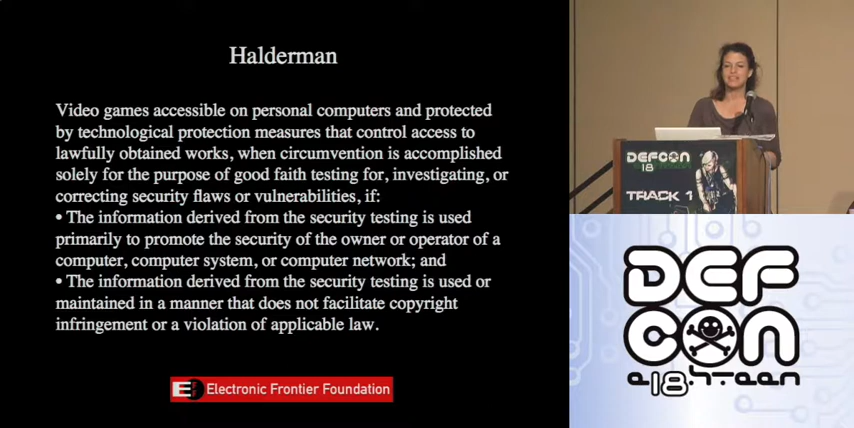 Halderman
Video games accessible on personal computers and protected
by technological protection measures that control access to
lawfully obtained works, when circumvention is accomplished
solely for the purpose of good faith testing for, investigating, or
correcting security flaws or vulnerabilities, if:
• The information derived from the security testing is used
primarily to promote the security of the owner or operator of a
computer, computer system, or computer network; and
• The information derived from the security testing is used or
maintained in a manner that does not facilitate copyright
infringement or a violation of applicable law.
EFF Electronic Frontier Foundation
DEFCON
18
TRACK 1
DEF
CON
e18.h-teen